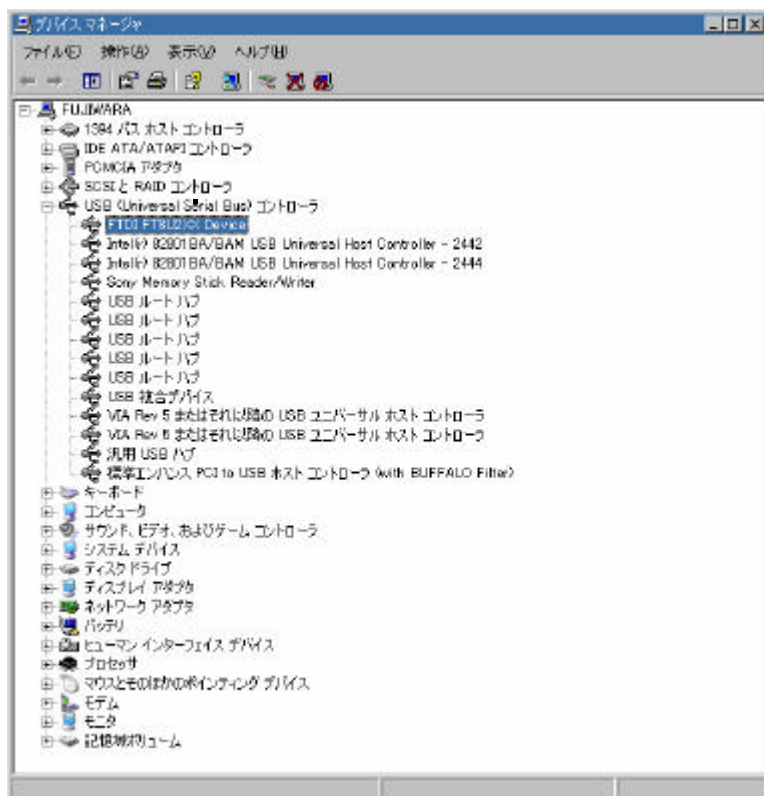 デバイス マネージャ
ファイル(F) 操作(A) 表示(V) ヘルプ(H)
FUJIWARA
1394 バス ホスト コントローラ
IDE ATA/ATAPI コントローラ
PCMCIA アダプタ
SCSI と RAID コントローラ
USB (Universal Serial Bus) コントローラ
FTDI FT8U2XX Device
Intel(r) 82801BA/BAM USB Universal Host Controller - 2442
Intel(r) 82801BA/BAM USB Universal Host Controller - 2444
Sony Memory Stick Reader/Writer
USB ルート ハブ
USB ルート ハブ
USB ルート ハブ
USB ルート ハブ
USB ルート ハブ
USB 複合デバイス
VIA Rev 5 またはそれ以降の USB ユニバーサル ホスト コントローラ
VIA Rev 5 またはそれ以降の USB ユニバーサル ホスト コントローラ
汎用 USB ハブ
標準エンハンス PCI to USB ホスト コントローラ (with BUFFALO Filter)
キーボード
コンピュータ
サウンド、ビデオ、およびゲーム コントローラ
システム デバイス
ディスク ドライブ
ディスプレイ アダプタ
ネットワーク アダプタ
バッテリ
ヒューマン インターフェイス デバイス
プロセッサ
マウスとそのほかのポインティング デバイス
モデム
モニタ
記憶域ボリューム